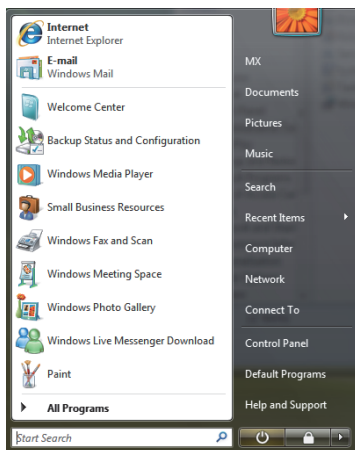 Internet
Internet Explorer
E-mail
Windows Mail
Welcome Center
Backup Status and Configuration
Windows Media Player
Small Business Resources
Windows Fax and Scan
Windows Meeting Space
Windows Photo Gallery
Windows Live Messenger Download
Paint
All Programs
Start Search
MX
Documents
Pictures
Music
Search
Recent Items
Computer
Network
Connect To
Control Panel
Default Programs
Help and Support